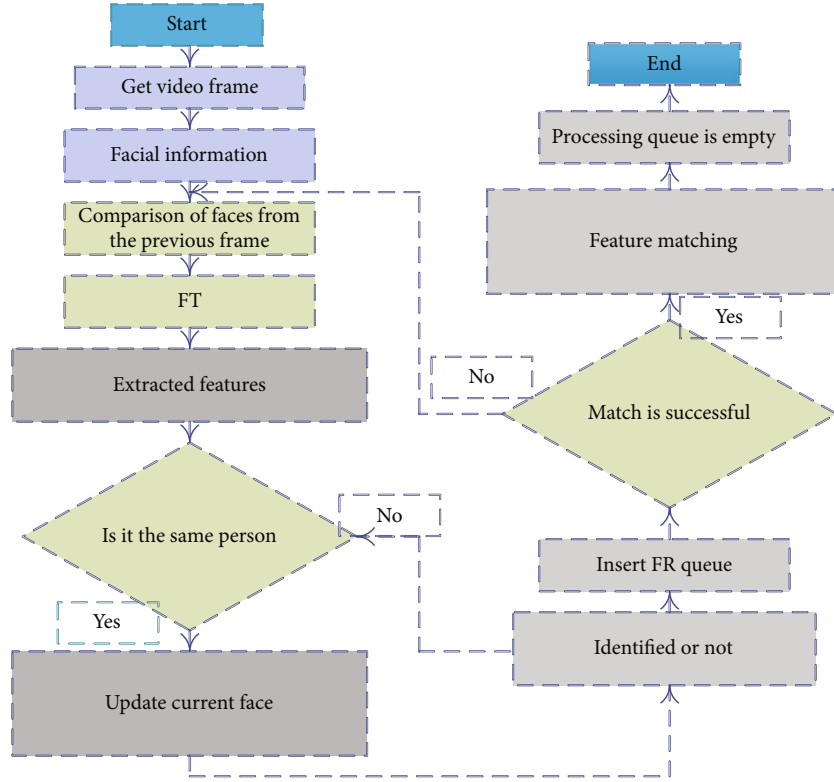 Start
Get video frame
Facial information
Comparison of faces from
the previous frame
FT
Extracted features
Is it the same person
No
Yes
Update current face
End
Processing queue is empty
Feature matching
Yes
No
Match is successful
Insert FR queue
Identified or not